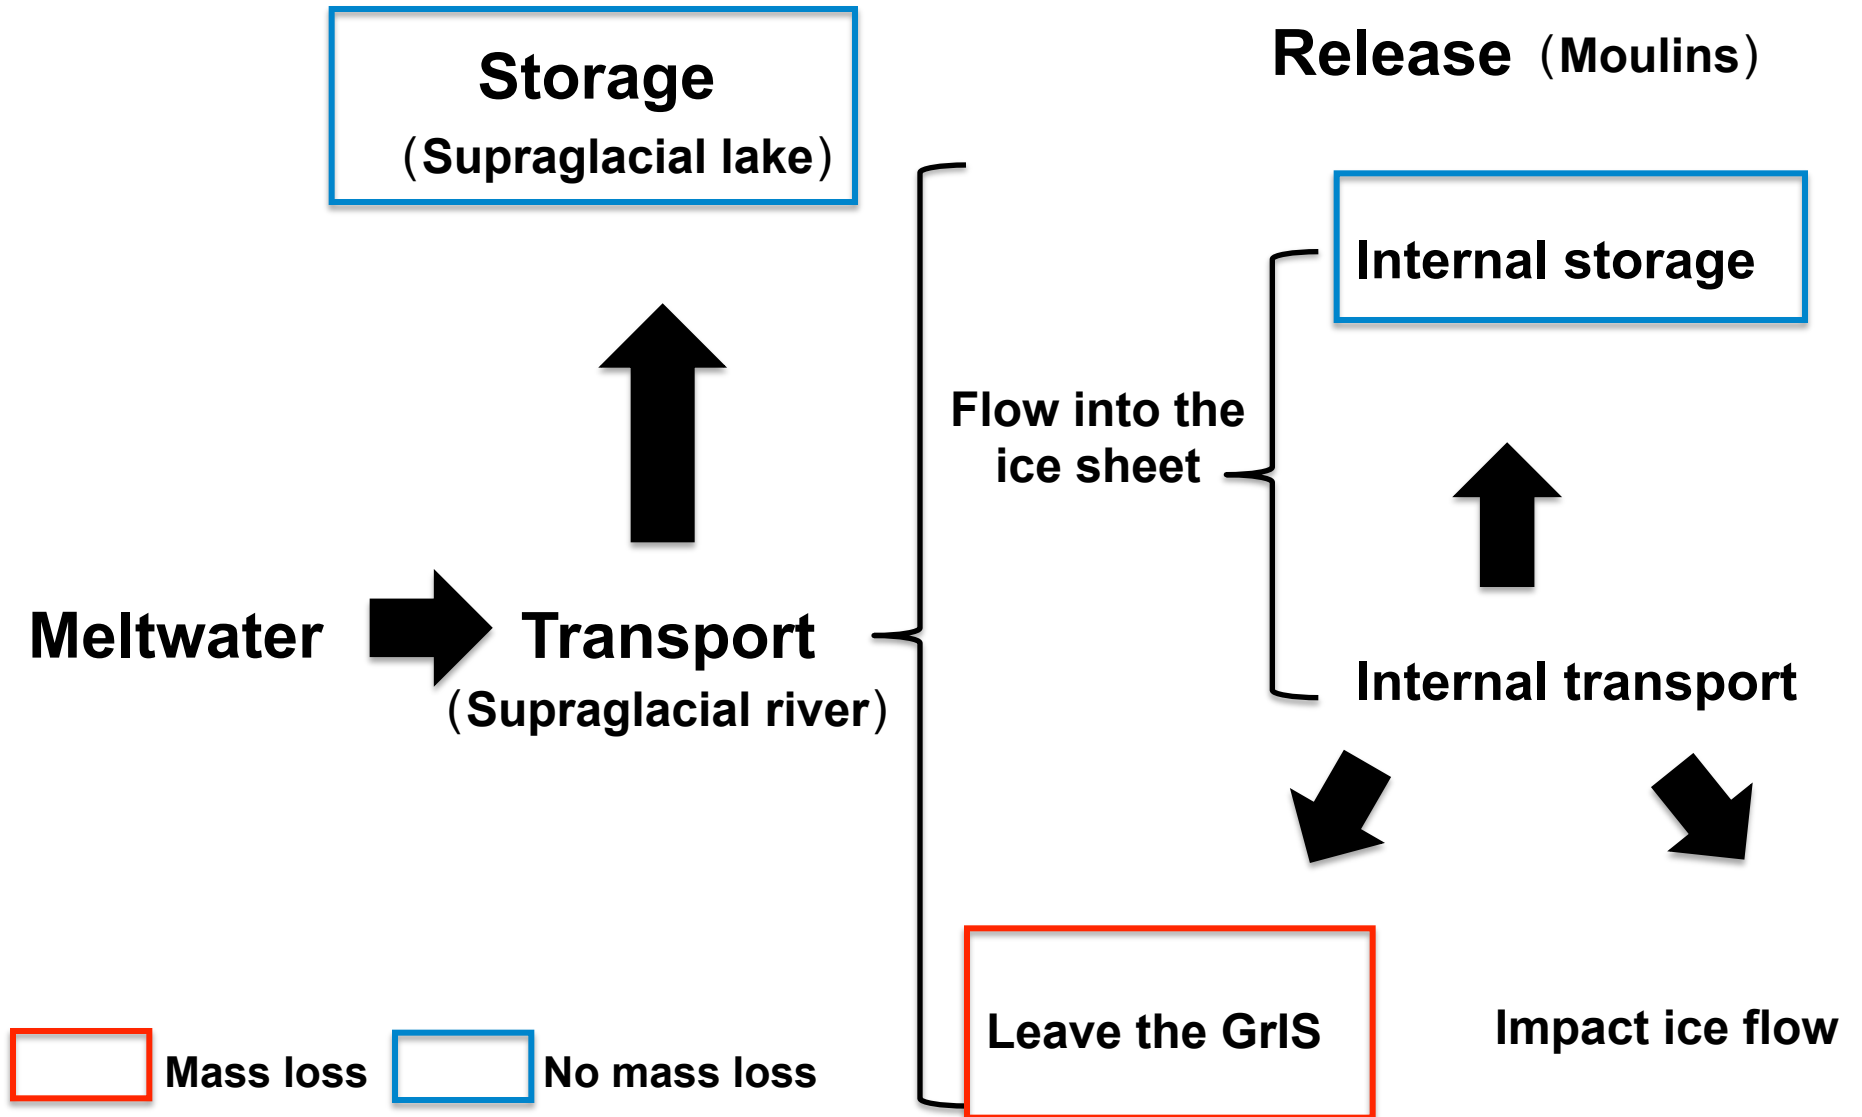 Storage
(Supraglacial lake)
Release (Moulins)
Internal storage
Flow into the
ice sheet
Meltwater
Transport
(Supraglacial river)
Internal transport
Leave the GrIS
Impact ice flow
Mass loss
No mass loss